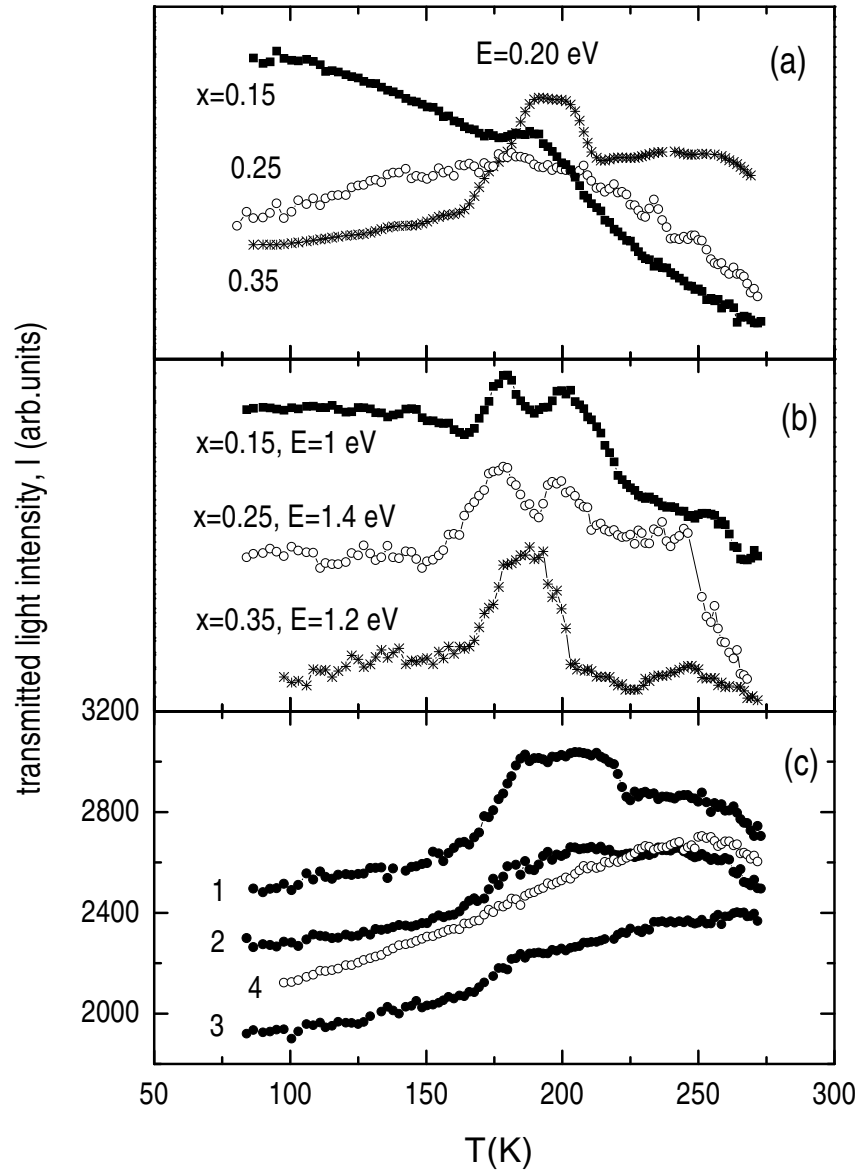 E=0.20 eV
(a)
x=0.15
0.25
0.35
(b)
x=0.15, E=1 eV
x=0.25, E=1.4 eV
x=0.35, E=1.2 eV
transmitted light intensity, I (arb.units)
3200
(c)
2800
2400
2000
1
2
4
3
50 100 150 200 250 300
T(K)